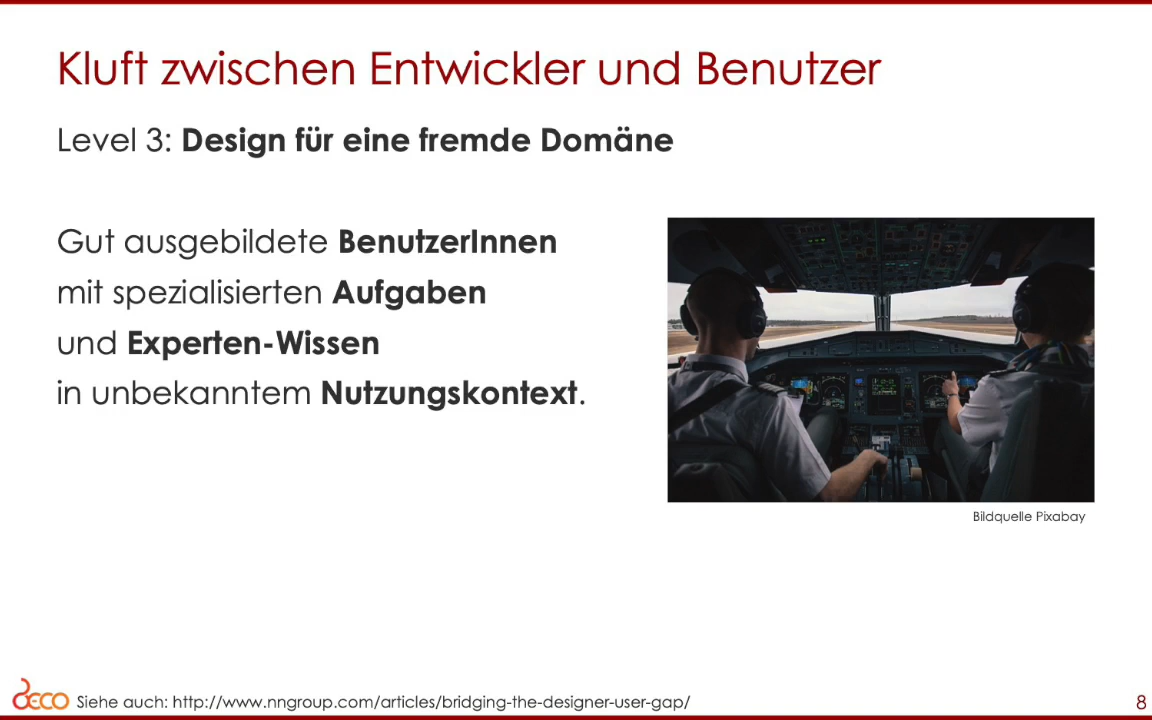 Kluft zwischen Entwickler und Benutzer
Level 3: Design für eine fremde Domäne
Gut ausgebildete BenutzerInnen
mit spezialisierten Aufgaben
und Experten-Wissen
in unbekanntem Nutzungskontext.
Bildquelle Pixabay
DECO Siehe auch: http://www.nngroup.com/articles/bridging-the-designer-user-gap/
8